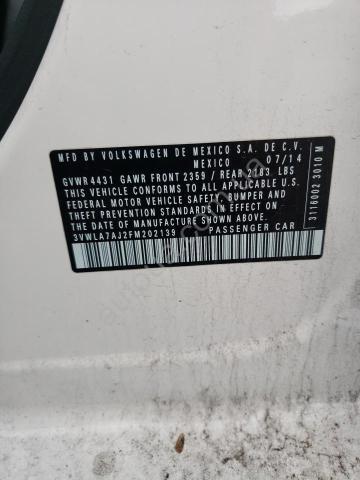 MFD BY VOLKSWAGEN DE MEXICO S.A. DE C.V.
MEXICO 07/14
GVWR 4431 GAWR FRONT 2359 / REAR 2183 LBS
THIS VEHICLE CONFORMS TO ALL APPLICABLE
FEDERAL MOTOR VEHICLE SAFETY, BUMPER, AND
THEFT PREVENTION STANDARDS IN EFFECT ON
THE DATE OF MANUFACTURE SHOWN ABOVE.
3VWLA7AJ2FM202139 PASSENGER CAR
3118002 3010 M